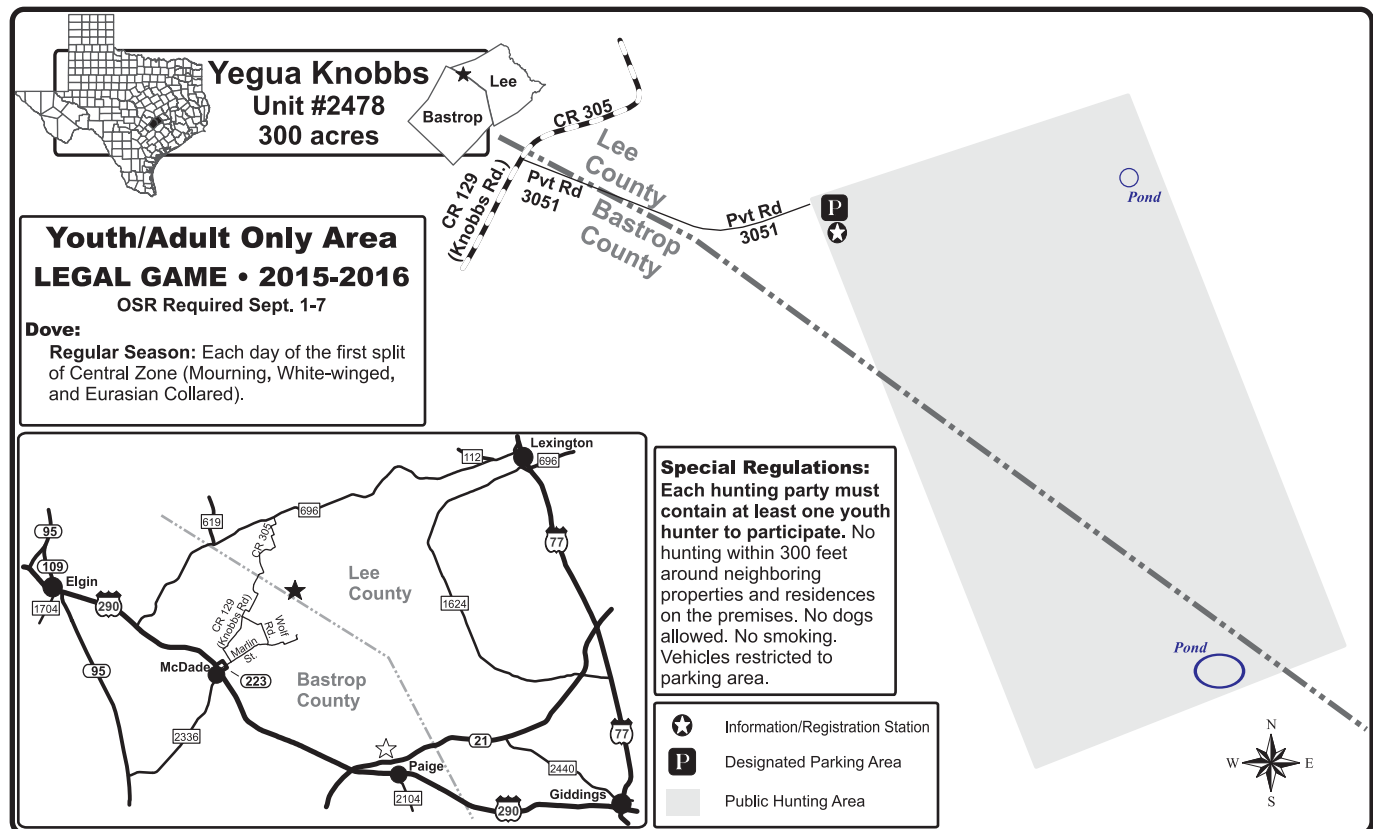 Yegua Knobbs
Unit #2478
300 acres
Lee
Bastrop
Youth/Adult Only Area
LEGAL GAME • 2015-2016
OSR Required Sept. 1-7
Dove:
Regular Season: Each day of the first split
of Central Zone (Mourning, White-winged,
and Eurasian Collared).
CR 305
CR 129
(Knobbs Rd.)
Lee
County
Bastrop
County
Pvt Rd
3051
Pvt Rd
3051
P
Pond
Pond
Lexington
112
696
696
619
CR 305
95
109
Elgin
1704
290
77
Lee
County
1624
CR 129
(Knobbs Rd)
Wolf
Rd.
Marlin
St.
McDade
223
95
Bastrop
County
2336
21
77
Paige
2440
2104
Giddings
290
Special Regulations:
Each hunting party must
contain at least one youth
hunter to participate. No
hunting within 300 feet
around neighboring
properties and residences
on the premises. No dogs
allowed. No smoking.
Vehicles restricted to
parking area.
Information/Registration Station
P Designated Parking Area
Public Hunting Area
N
W E
S